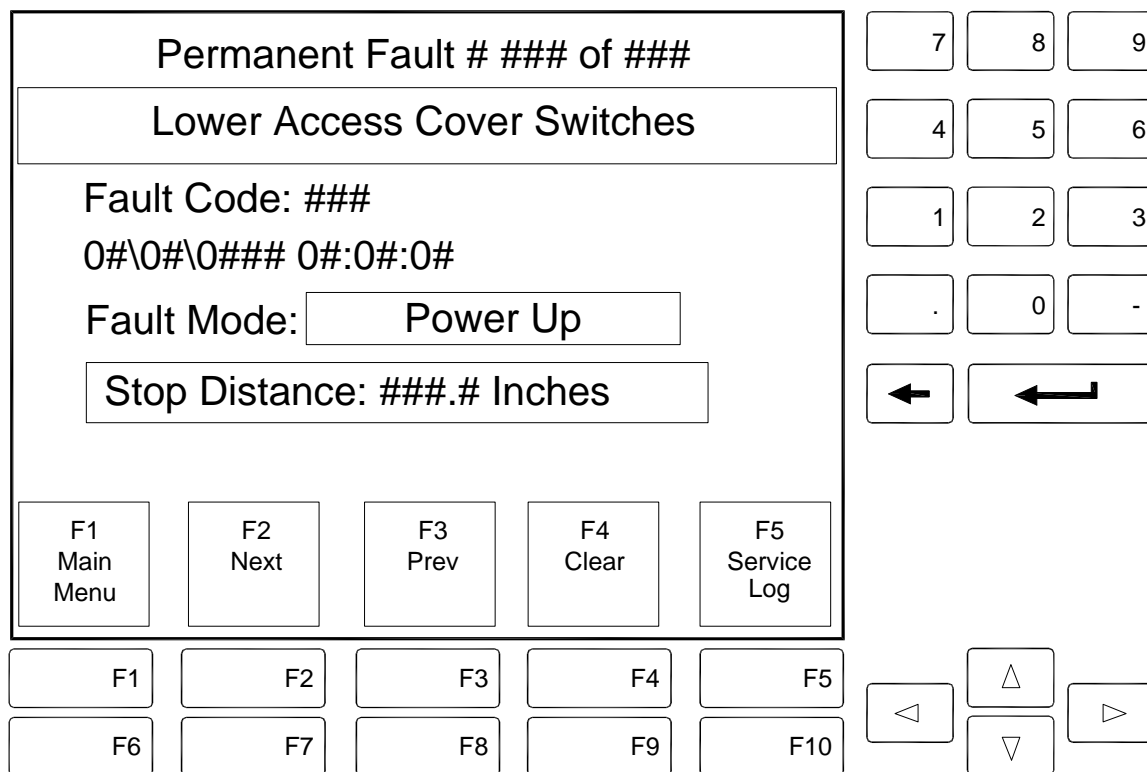 Permanent Fault # ### of ###
Lower Access Cover Switches
Fault Code: ###
0#\0#\0### 0#:0#:0#
Fault Mode: Power Up
Stop Distance: ###.# Inches
F1 Main Menu
F2 Next
F3 Prev
F4 Clear
F5 Service Log
F1 F2 F3 F4 F5
F6 F7 F8 F9 F10
7 8 9
4 5 6
1 2 3
. 0 -